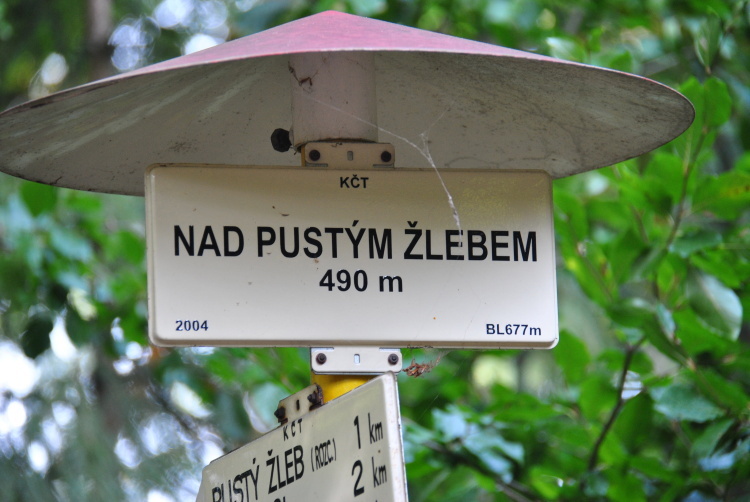 KČT
NAD PUSTÝM ŽLEBEM
490 m
2004 BL677m
KČT
PUSTÝ ŽLEB (ROZC.) 1 km
2 km